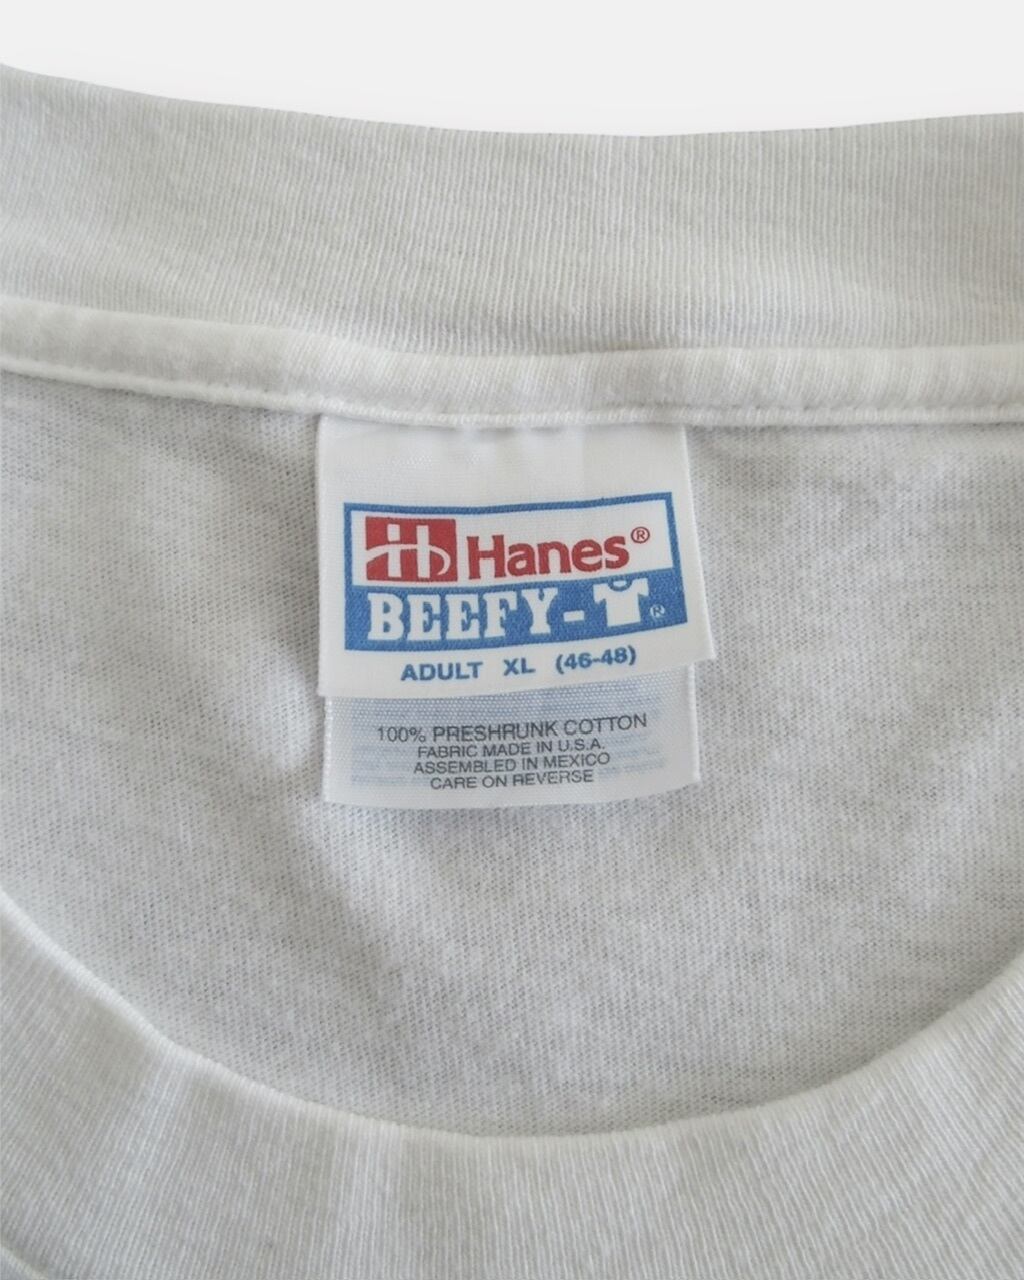 Hanes®
BEEFY-T®
ADULT XL (46-48)
100% PRESHRUNK COTTON
FABRIC MADE IN U.S.A.
ASSEMBLED IN MEXICO
CARE ON REVERSE